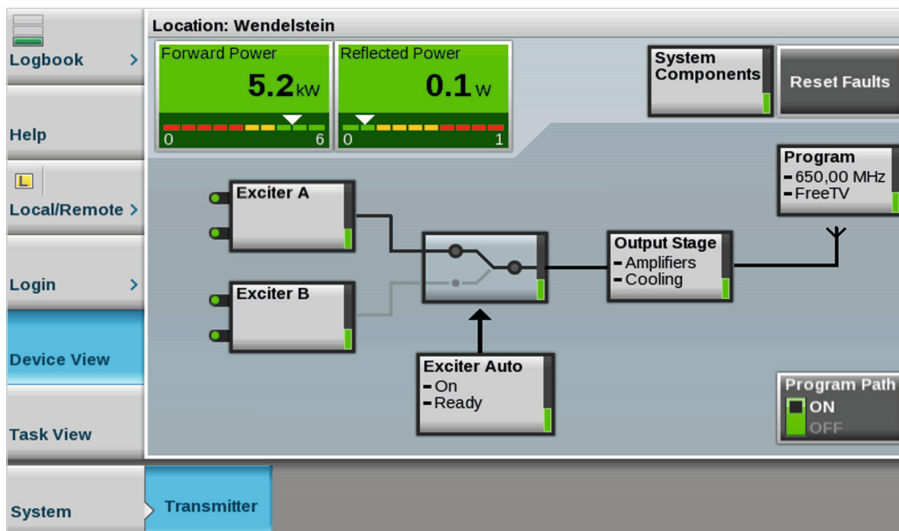 Location: Wendelstein
Logbook >
Help
L
Local/Remote >
Login >
Device View
Task View
System
Transmitter
Forward Power
5.2 kW
0 6
Reflected Power
0.1 W
0 1
System
Components
Reset Faults
Program
- 650,00 MHz
- FreeTV
Exciter A
Exciter B
Output Stage
- Amplifiers
- Cooling
Exciter Auto
- On
- Ready
Program Path
ON
OFF